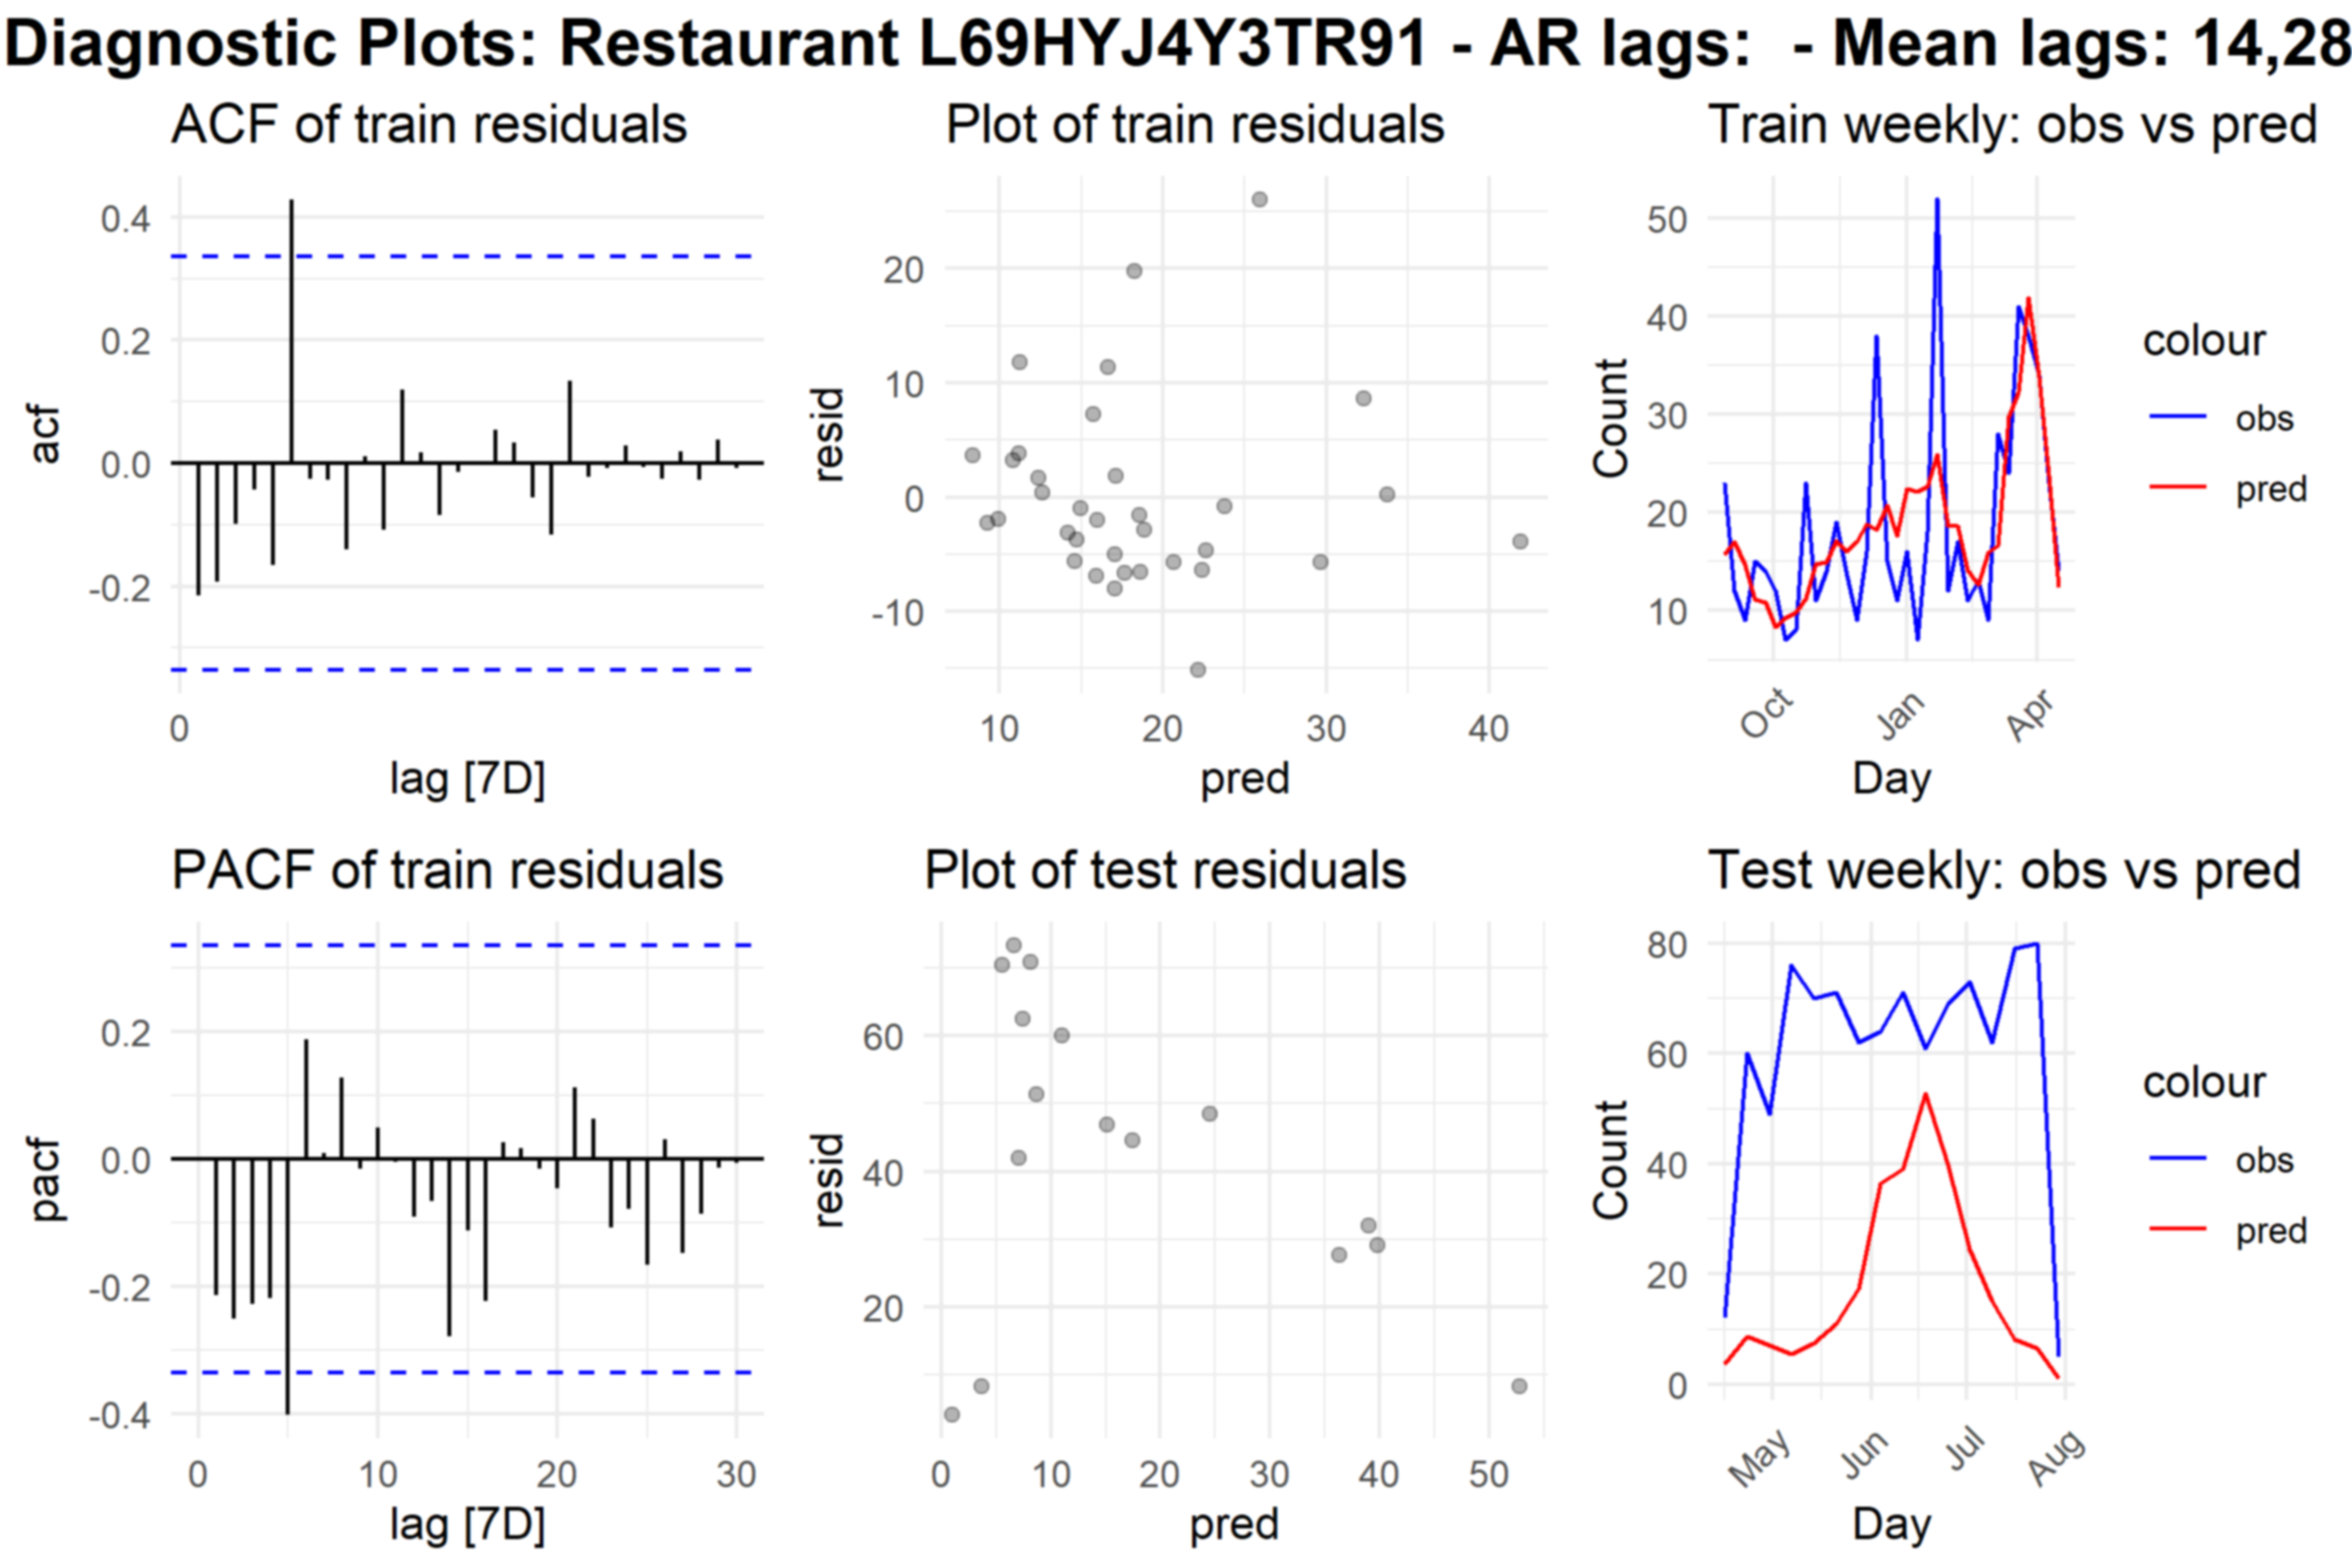 Diagnostic Plots: Restaurant L69HYJ4Y3TR91 - AR lags:  - Mean lags: 14,28
ACF of train residuals
0.4
0.2
0.0
-0.2
acf
0
lag [7D]
Plot of train residuals
20
10
0
-10
resid
10 20 30 40
pred
Train weekly: obs vs pred
50
40
30
20
10
Count
Oct Jan Apr
Day
colour
obs
pred
PACF of train residuals
0.2
0.0
-0.2
-0.4
pacf
0 10 20 30
lag [7D]
Plot of test residuals
60
40
20
resid
0 10 20 30 40 50
pred
Test weekly: obs vs pred
80
60
40
20
0
Count
May Jun Jul Aug
Day
colour
obs
pred